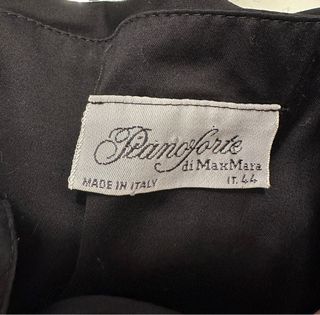 Pianoforte
di MaxMara
MADE IN ITALY IT. 44